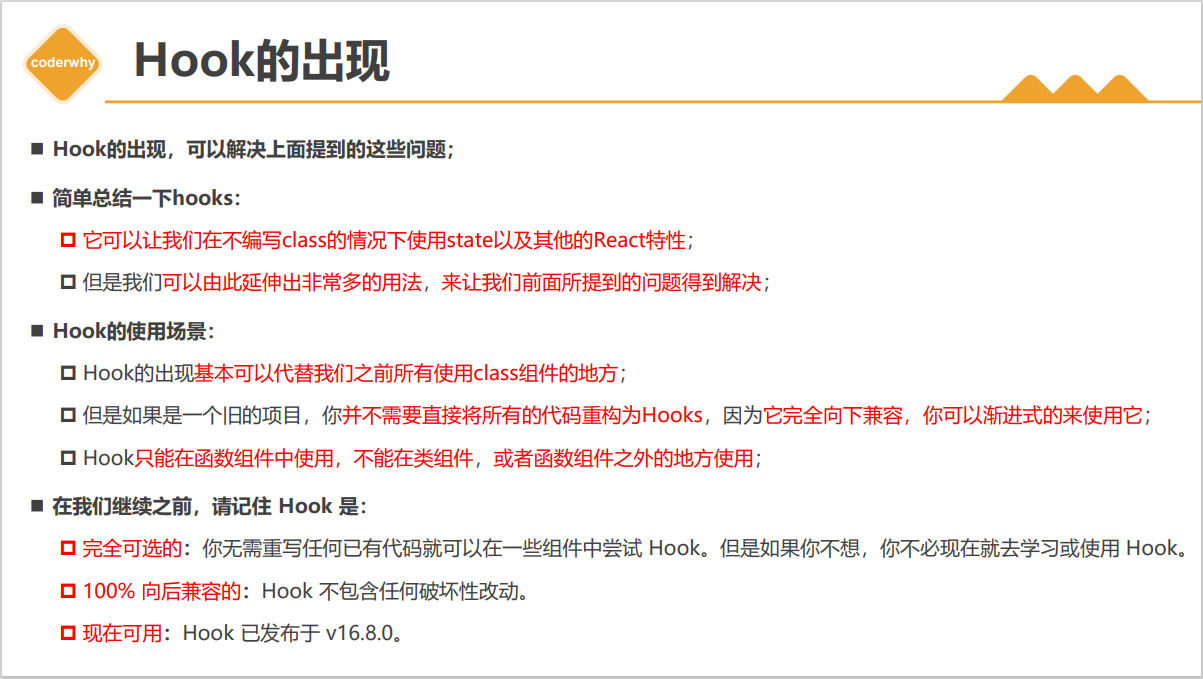 coderwhy
Hook的出现
Hook的出现，可以解决上面提到的这些问题；
简单总结一下hooks：
它可以让我们在不编写class的情况下使用state以及其他的React特性；
但是我们可以由此延伸出非常多的用法，来让我们前面所提到的问题得到解决；
Hook的使用场景：
Hook的出现基本可以代替我们之前所有使用class组件的地方；
但是如果是一个旧的项目，你并不需要直接将所有的代码重构为Hooks，因为它完全向下兼容，你可以渐进式的来使用它；
Hook只能在函数组件中使用，不能在类组件，或者函数组件之外的地方使用；
在我们继续之前，请记住 Hook 是：
完全可选的：你无需重写任何已有代码就可以在一些组件中尝试 Hook。但是如果你不想，你不必现在就去学习或使用 Hook。
100% 向后兼容的：Hook 不包含任何破坏性改动。
现在可用：Hook 已发布于 v16.8.0。